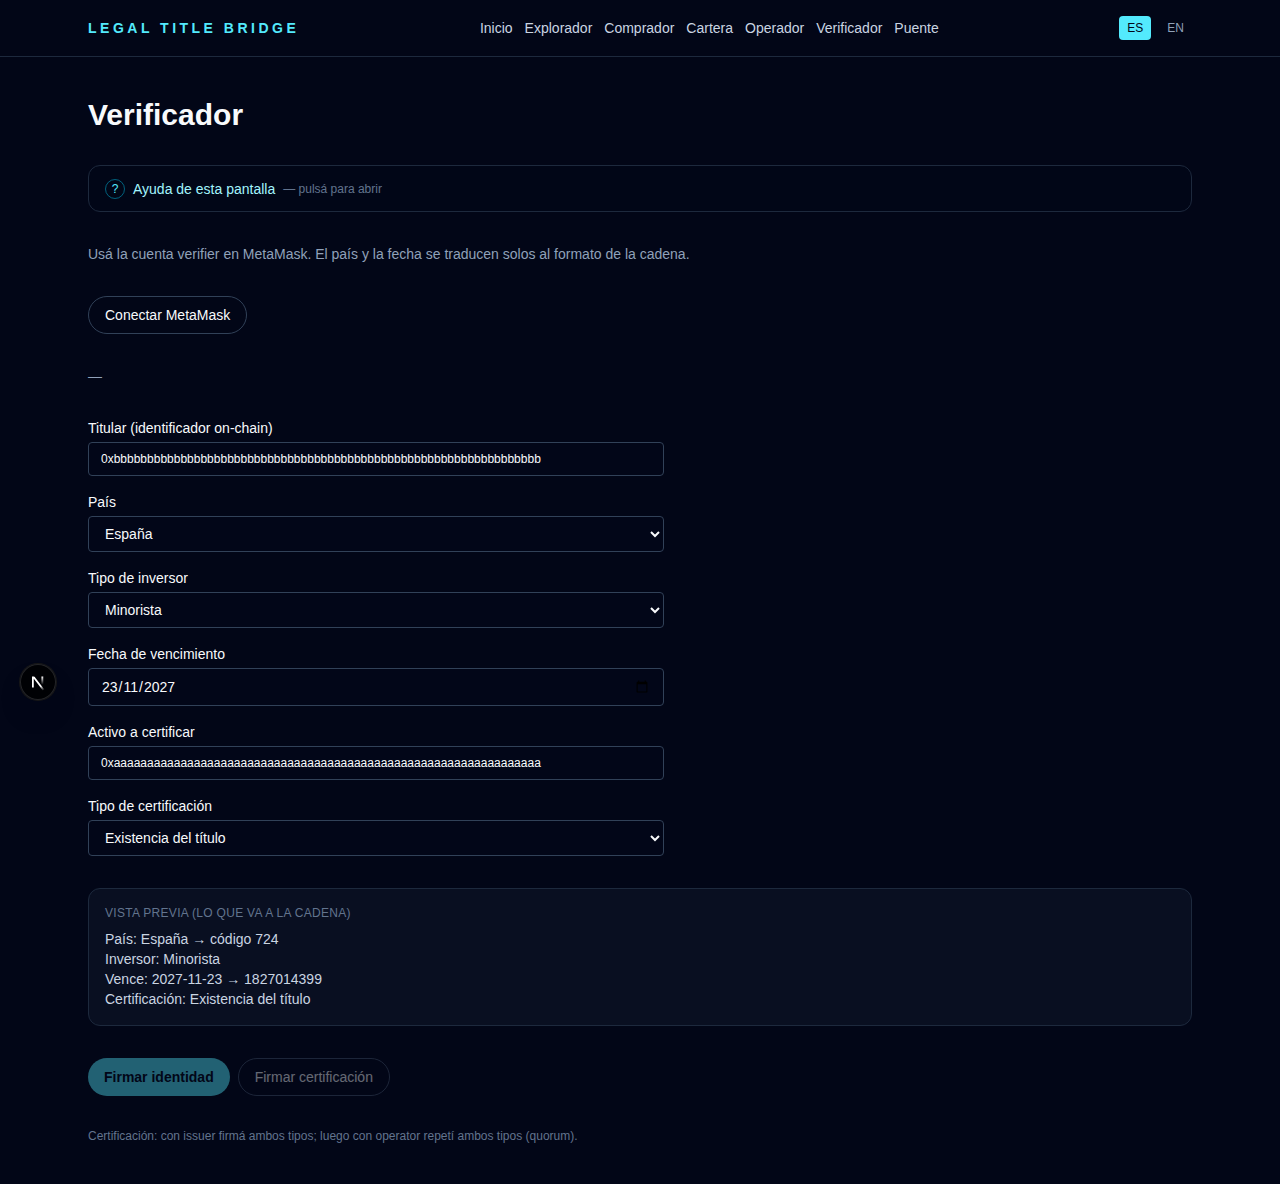 LEGAL TITLE BRIDGE
Inicio Explorador Comprador Cartera Operador Verificador Puente
ES EN
Verificador
? Ayuda de esta pantalla — pulsá para abrir
Usá la cuenta verifier en MetaMask. El país y la fecha se traducen solos al formato de la cadena.
Conectar MetaMask
—
Titular (identificador on-chain)
0xbbbbbbbbbbbbbbbbbbbbbbbbbbbbbbbbbbbbbbbbbbbbbbbbbbbbbbbbbbbbbbbb
País
España
Tipo de inversor
Minorista
Fecha de vencimiento
23/11/2027
Activo a certificar
0xaaaaaaaaaaaaaaaaaaaaaaaaaaaaaaaaaaaaaaaaaaaaaaaaaaaaaaaaaaaaaaaa
Tipo de certificación
Existencia del título
VISTA PREVIA (LO QUE VA A LA CADENA)
País: España → código 724
Inversor: Minorista
Vence: 2027-11-23 → 1827014399
Certificación: Existencia del título
Firmar identidad Firmar certificación
Certificación: con issuer firmá ambos tipos; luego con operator repetí ambos tipos (quorum).